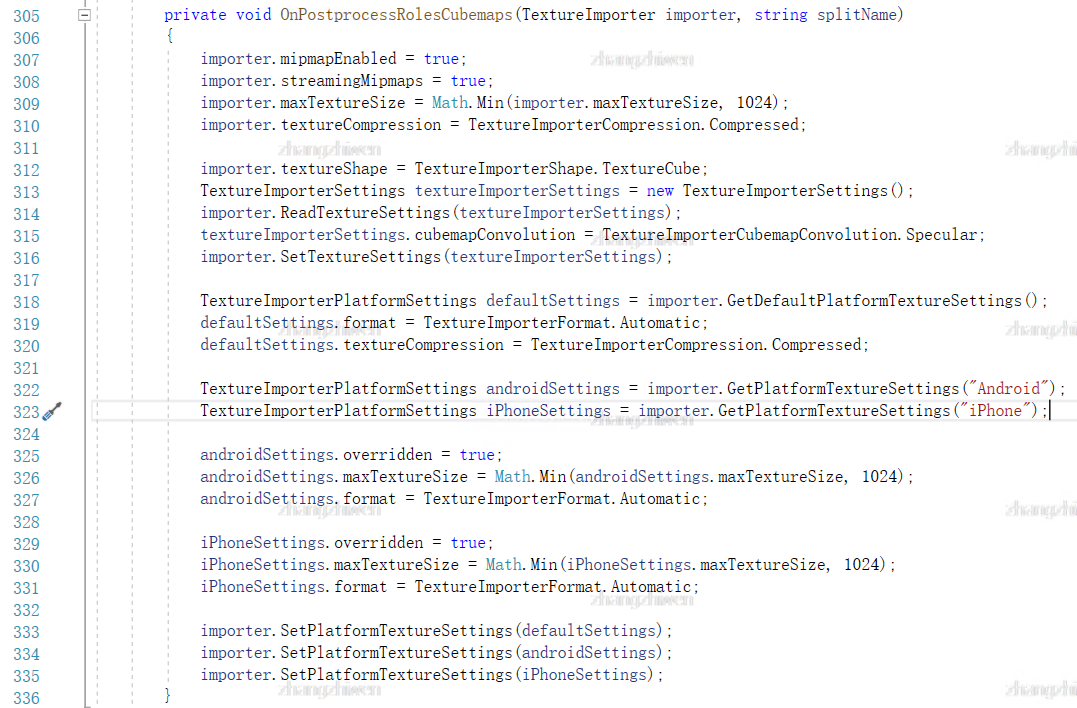 305 private void OnPostprocessRolesCubemaps(TextureImporter importer, string splitName)
306 {
307 importer.mipmapEnabled = true;
308 importer.streamingMipmaps = true;
309 importer.maxTextureSize = Math.Min(importer.maxTextureSize, 1024);
310 importer.textureCompression = TextureImporterCompression.Compressed;
311
312 importer.textureShape = TextureImporterShape.TextureCube;
313 TextureImporterSettings textureImporterSettings = new TextureImporterSettings();
314 importer.ReadTextureSettings(textureImporterSettings);
315 textureImporterSettings.cubemapConvolution = TextureImporterCubemapConvolution.Specular;
316 importer.SetTextureSettings(textureImporterSettings);
317
318 TextureImporterPlatformSettings defaultSettings = importer.GetDefaultPlatformTextureSettings();
319 defaultSettings.format = TextureImporterFormat.Automatic;
320 defaultSettings.textureCompression = TextureImporterCompression.Compressed;
321
322 TextureImporterPlatformSettings androidSettings = importer.GetPlatformTextureSettings("Android");
323 TextureImporterPlatformSettings iPhoneSettings = importer.GetPlatformTextureSettings("iPhone");
324
325 androidSettings.overridden = true;
326 androidSettings.maxTextureSize = Math.Min(androidSettings.maxTextureSize, 1024);
327 androidSettings.format = TextureImporterFormat.Automatic;
328
329 iPhoneSettings.overridden = true;
330 iPhoneSettings.maxTextureSize = Math.Min(iPhoneSettings.maxTextureSize, 1024);
331 iPhoneSettings.format = TextureImporterFormat.Automatic;
332
333 importer.SetPlatformTextureSettings(defaultSettings);
334 importer.SetPlatformTextureSettings(androidSettings);
335 importer.SetPlatformTextureSettings(iPhoneSettings);
336 }